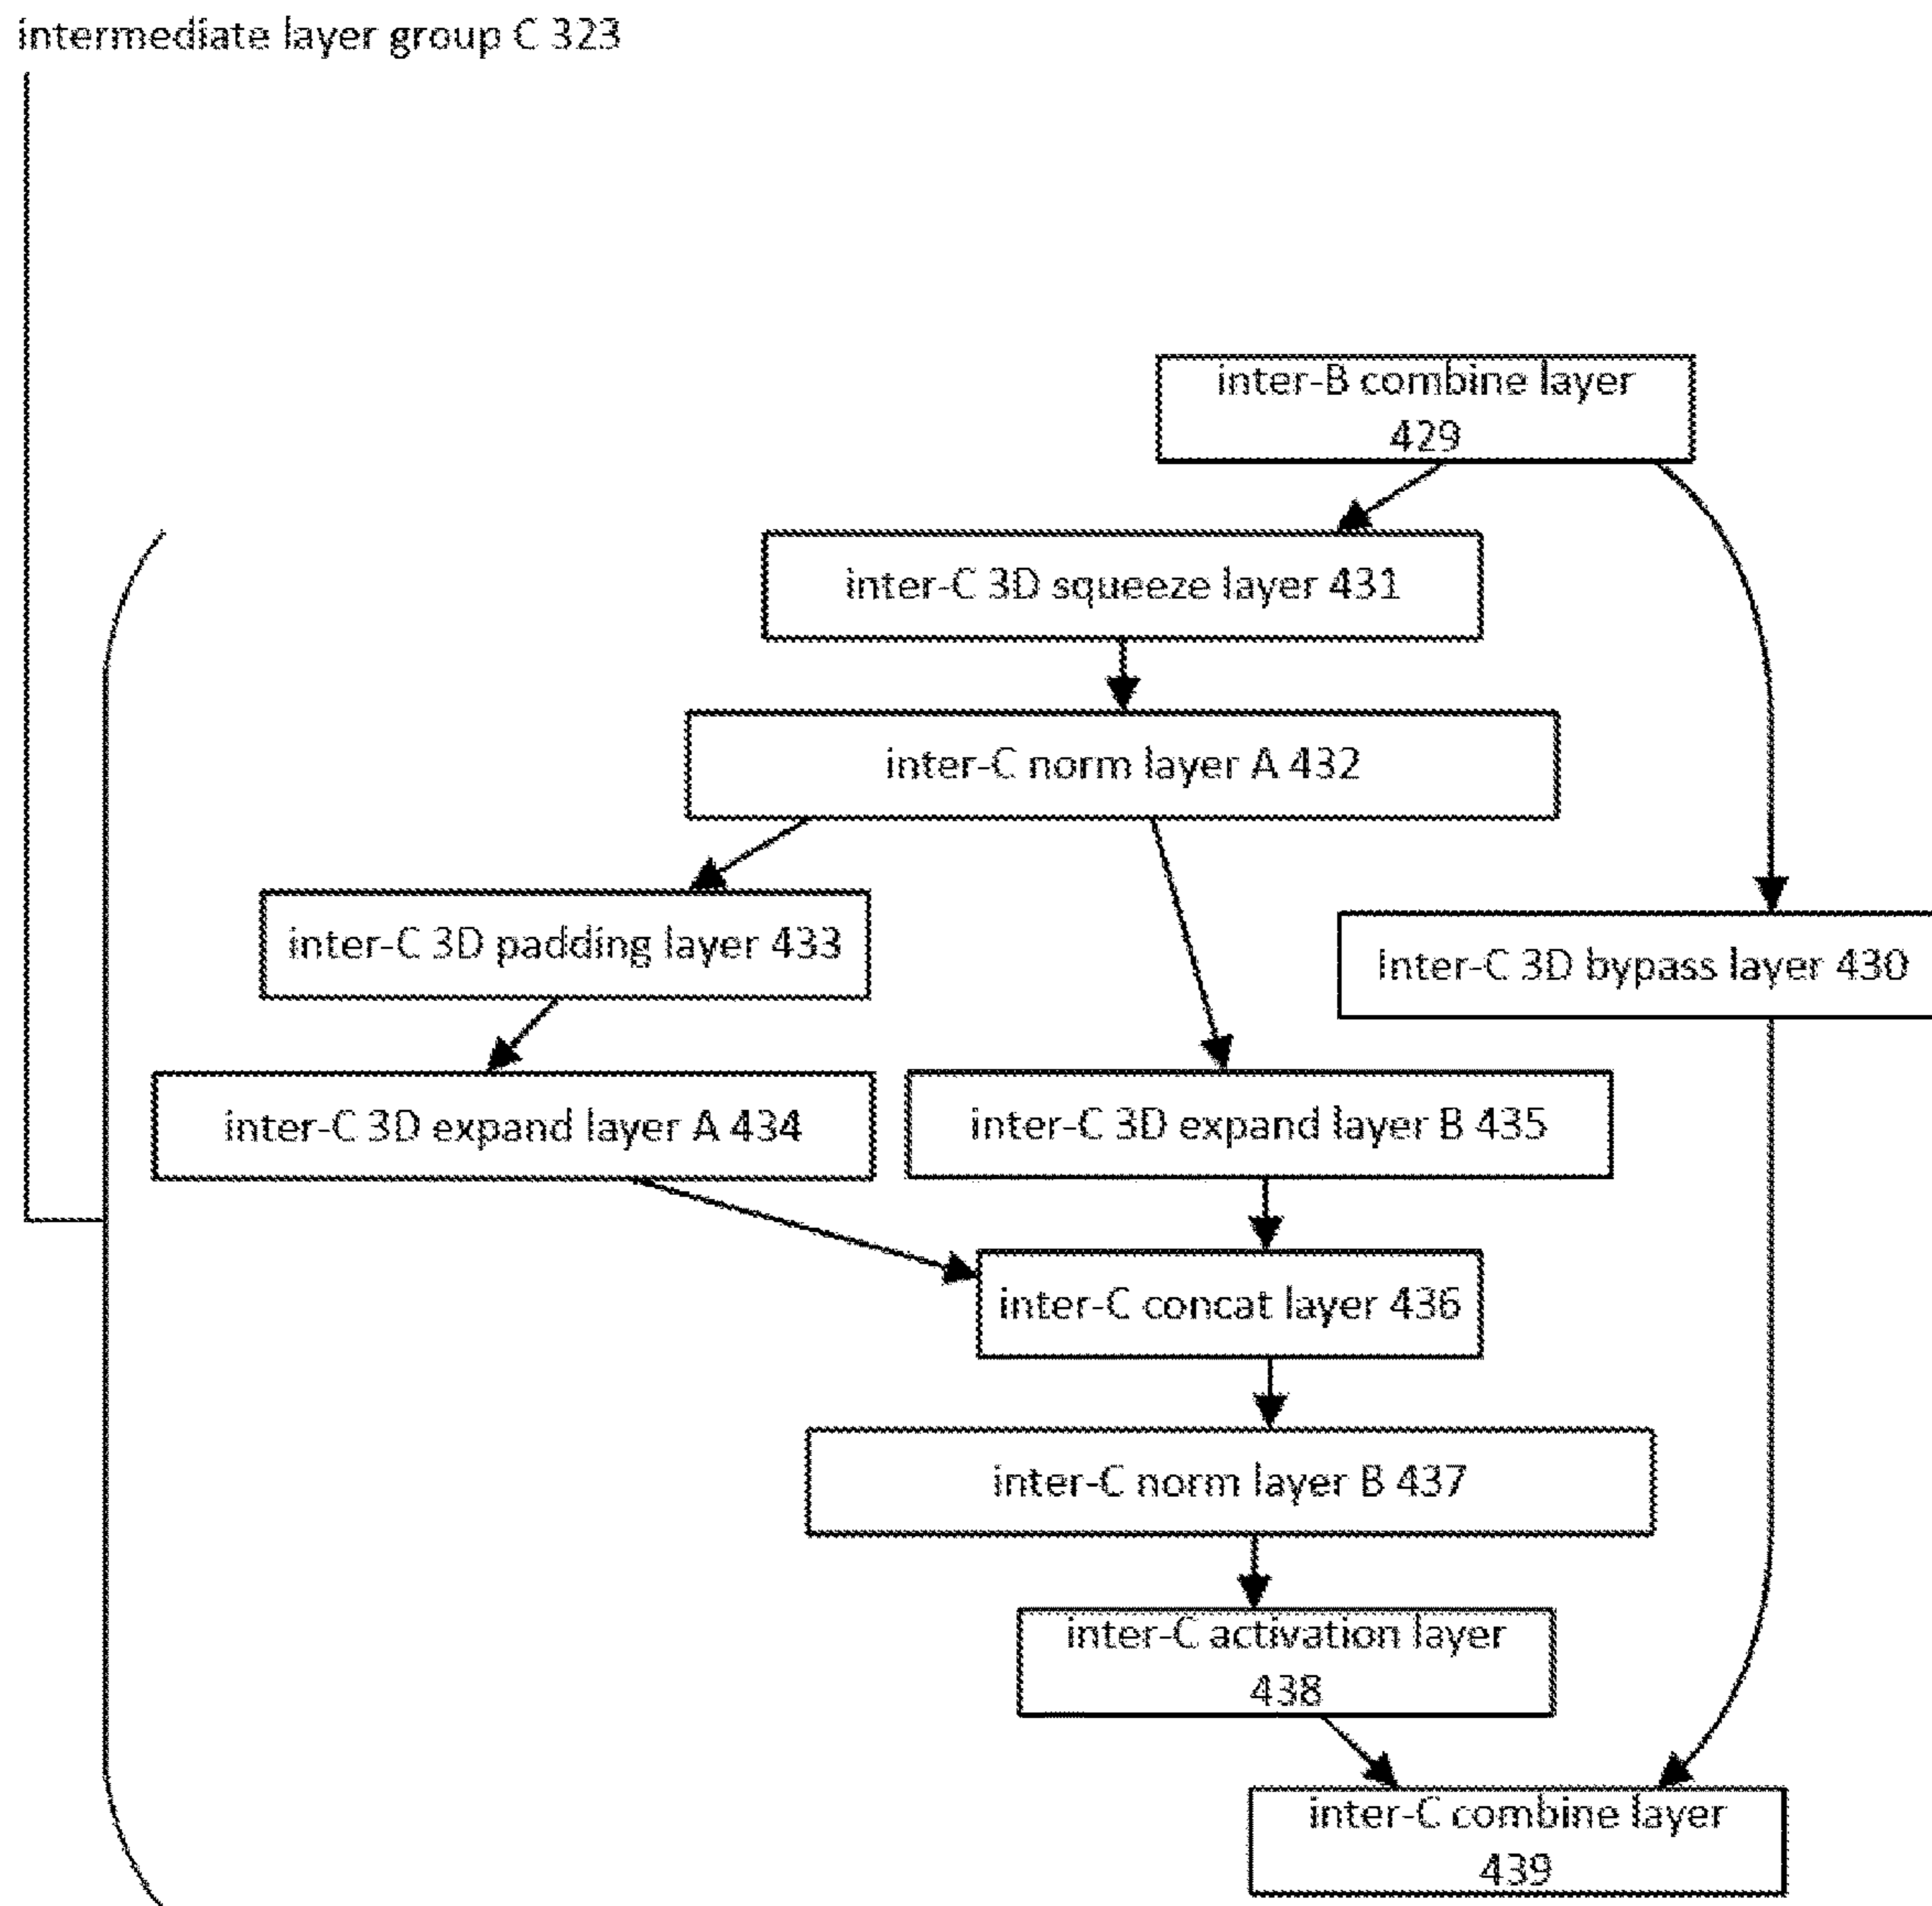 intermediate layer group C 323
inter-B combine layer
429
inter-C 3D squeeze layer 431
inter-C norm layer A 432
inter-C 3D padding layer 433
Inter-C 3D bypass layer 430
inter-C 3D expand layer A 434
inter-C 3D expand layer B 435
inter-C concat layer 436
inter-C norm layer B 437
inter-C activation layer
438
inter-C combine layer
439